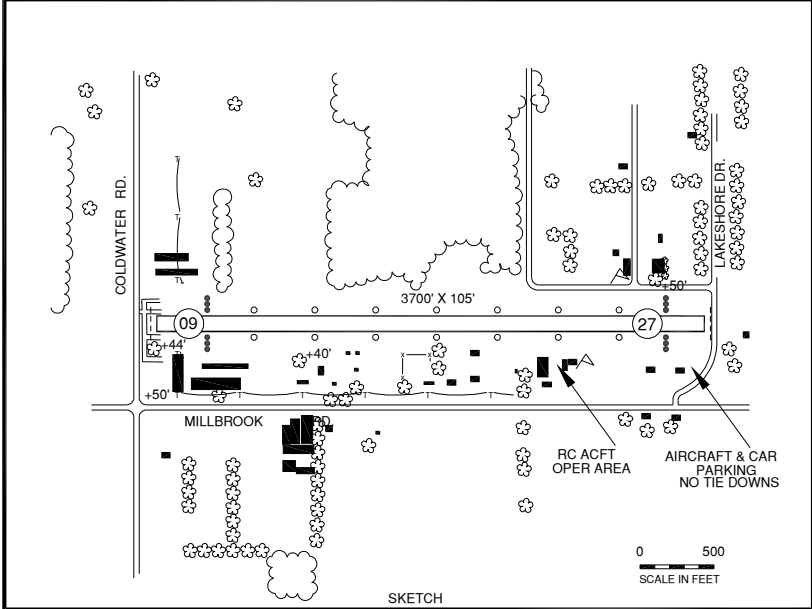 COLDWATER RD.
LAKESHORE DR.
+50'
3700' X 105'
09
27
+44'
+40'
+50'
MILLBROOK RD.
RC ACFT
OPER AREA
AIRCRAFT & CAR
PARKING
NO TIE DOWNS
0 500
SCALE IN FEET
SKETCH